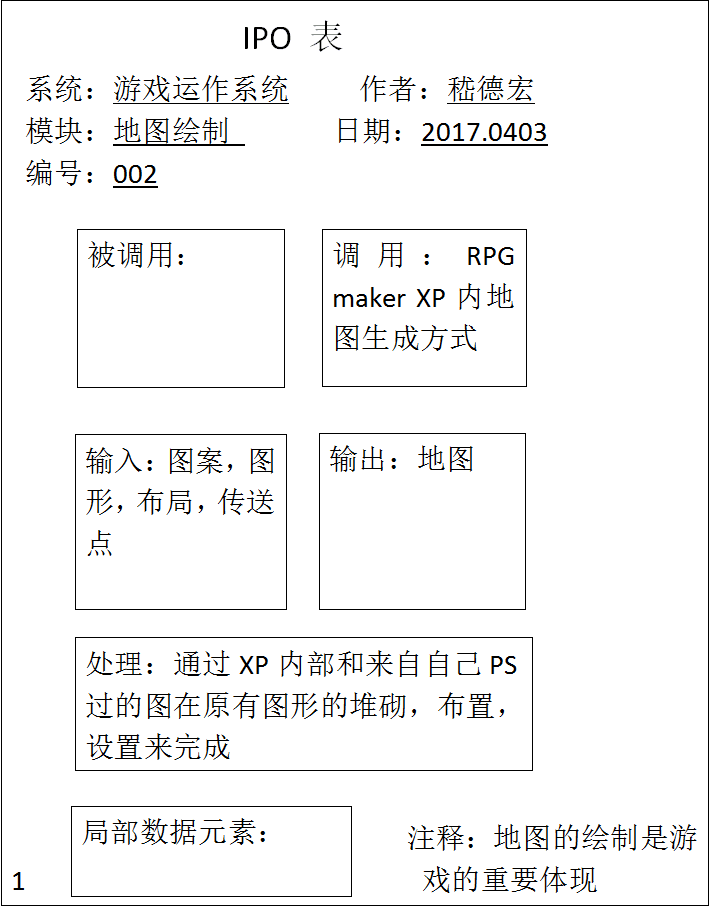 IPO 表
系统：游戏运作系统 作者：嵇德宏
模块：地图绘制 日期：2017.0403
编号：002
被调用：
调用：RPG
maker XP 内地
图生成方式
输入：图案，图
形，布局，传送
点
输出：地图
处理：通过 XP 内部和来自自己 PS
过的图在原有图形的堆砌，布置，
设置来完成
局部数据元素：
注释：地图的绘制是游
戏的重要体现
1